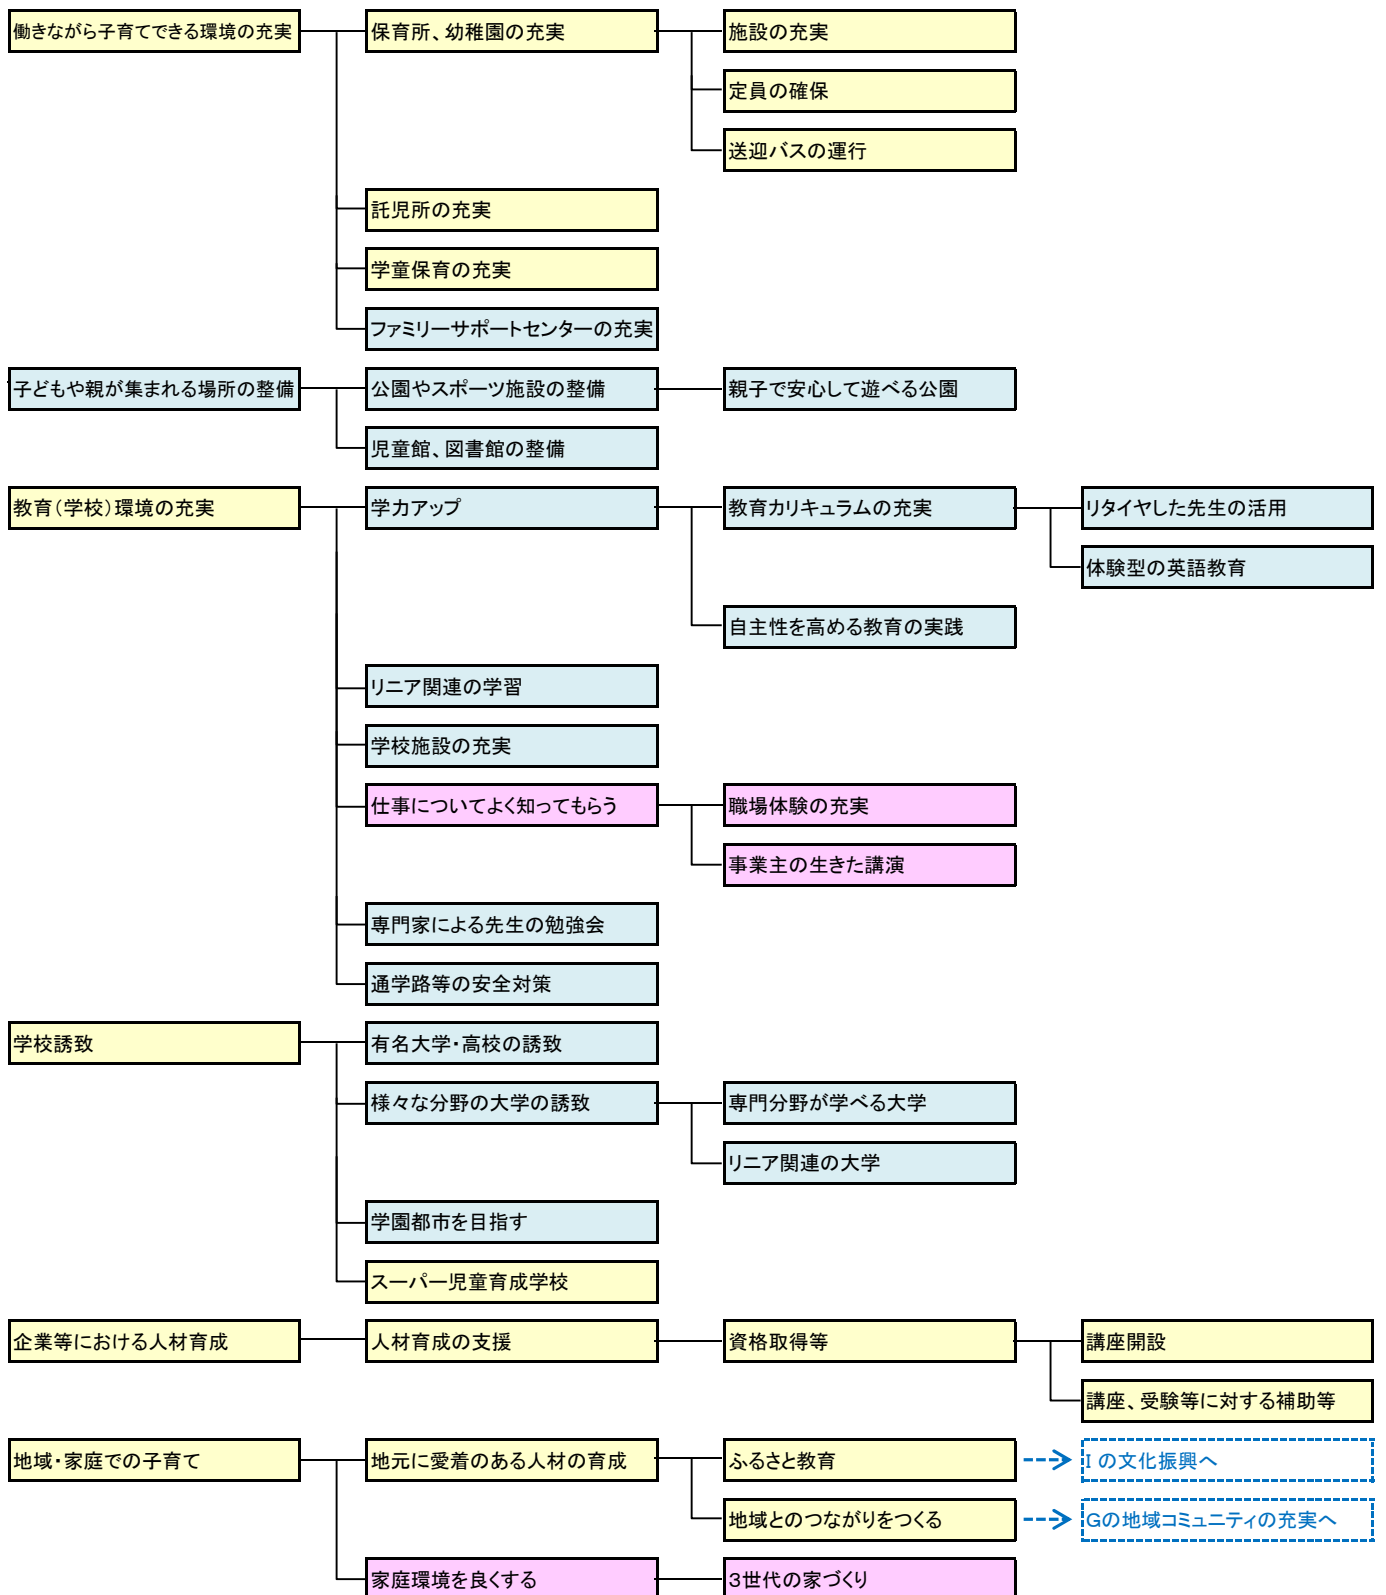 働きながら子育てできる環境の充実
保育所、幼稚園の充実
施設の充実
定員の確保
送迎バスの運行
託児所の充実
学童保育の充実
ファミリーサポートセンターの充実
子どもや親が集まれる場所の整備
公園やスポーツ施設の整備
親子で安心して遊べる公園
児童館、図書館の整備
教育（学校）環境の充実
学力アップ
教育カリキュラムの充実
リタイヤした先生の活用
体験型の英語教育
自主性を高める教育の実践
リニア関連の学習
学校施設の充実
仕事についてよく知ってもらう
職場体験の充実
事業主の生きた講演
専門家による先生の勉強会
通学路等の安全対策
学校誘致
有名大学・高校の誘致
様々な分野の大学の誘致
専門分野が学べる大学
リニア関連の大学
学園都市を目指す
スーパー児童育成学校
企業等における人材育成
人材育成の支援
資格取得等
講座開設
講座、受験等に対する補助等
地域・家庭での子育て
地元に愛着のある人材の育成
ふるさと教育
Ｉの文化振興へ
地域とのつながりをつくる
Ｇの地域コミュニティの充実へ
家庭環境を良くする
３世代の家づくり